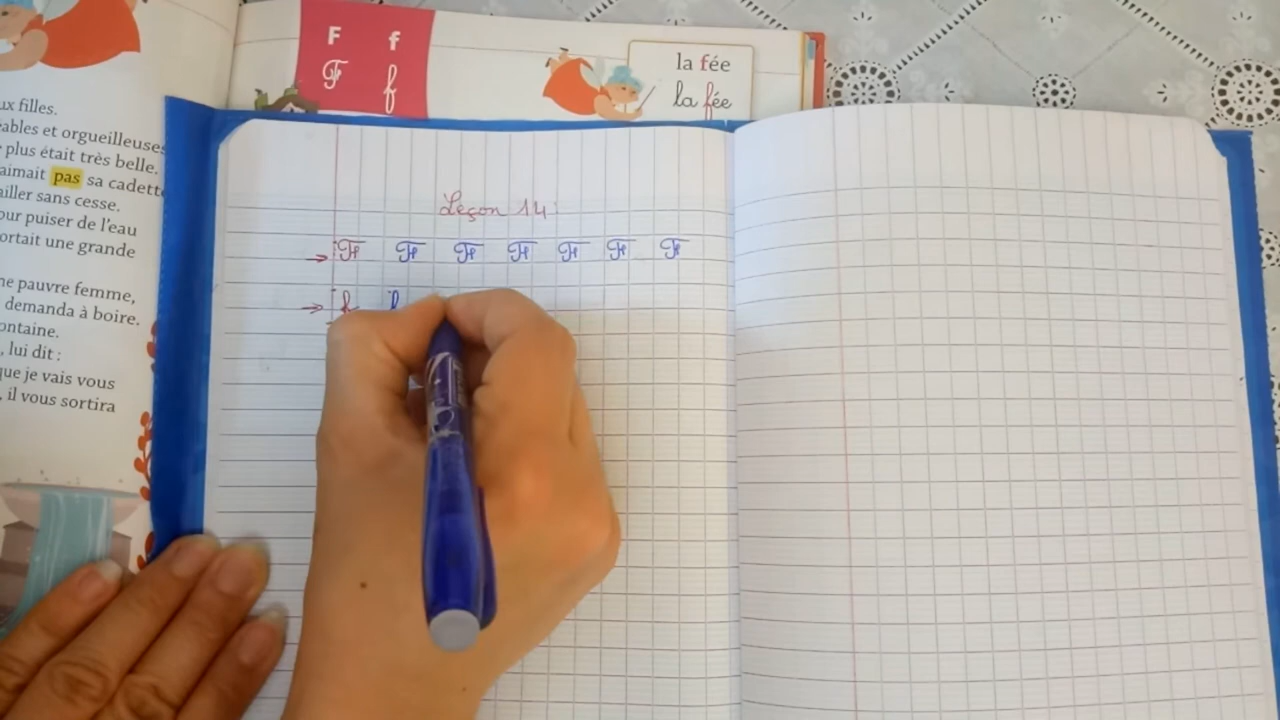 F f
F f
la fée
la fée
ux filles.
ables et orgueilleuses
plus était très belle.
aimait pas sa cadette
ailler sans cesse.
our puiser de l'eau
ortait une grande
ne pauvre femme,
demanda à boire.
ontaine.
, lui dit :
que je vais vous
, il vous sortira
Leçon 14
F F F F F F F
f f